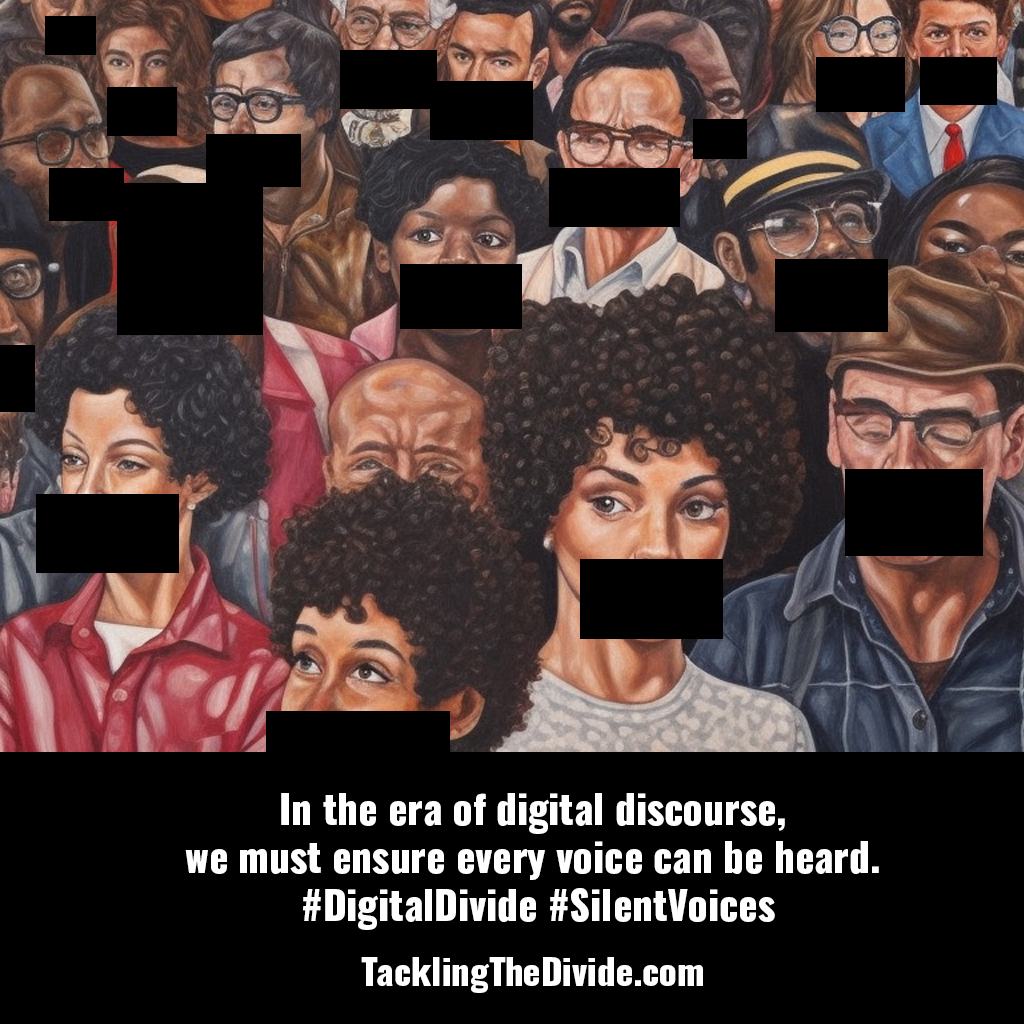 In the era of digital discourse,
we must ensure every voice can be heard.
#DigitalDivide #SilentVoices
TacklingTheDivide.com